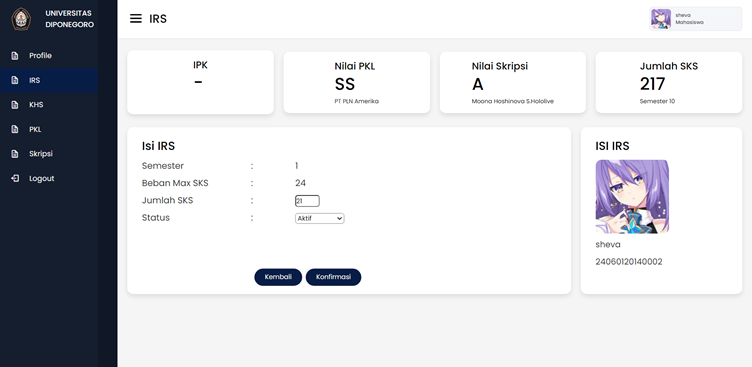 UNIVERSITAS
DIPONEGORO
Profile
IRS
KHS
PKL
Skripsi
Logout
IRS
sheva
Mahasiswa
IPK
-
Nilai PKL
SS
PT PLN Amerika
Nilai Skripsi
A
Moona Hoshinova S.Hololive
Jumlah SKS
217
Semester 10
Isi IRS
Semester : 1
Beban Max SKS : 24
Jumlah SKS : 21
Status : Aktif
Kembali Konfirmasi
ISI IRS
sheva
24060120140002